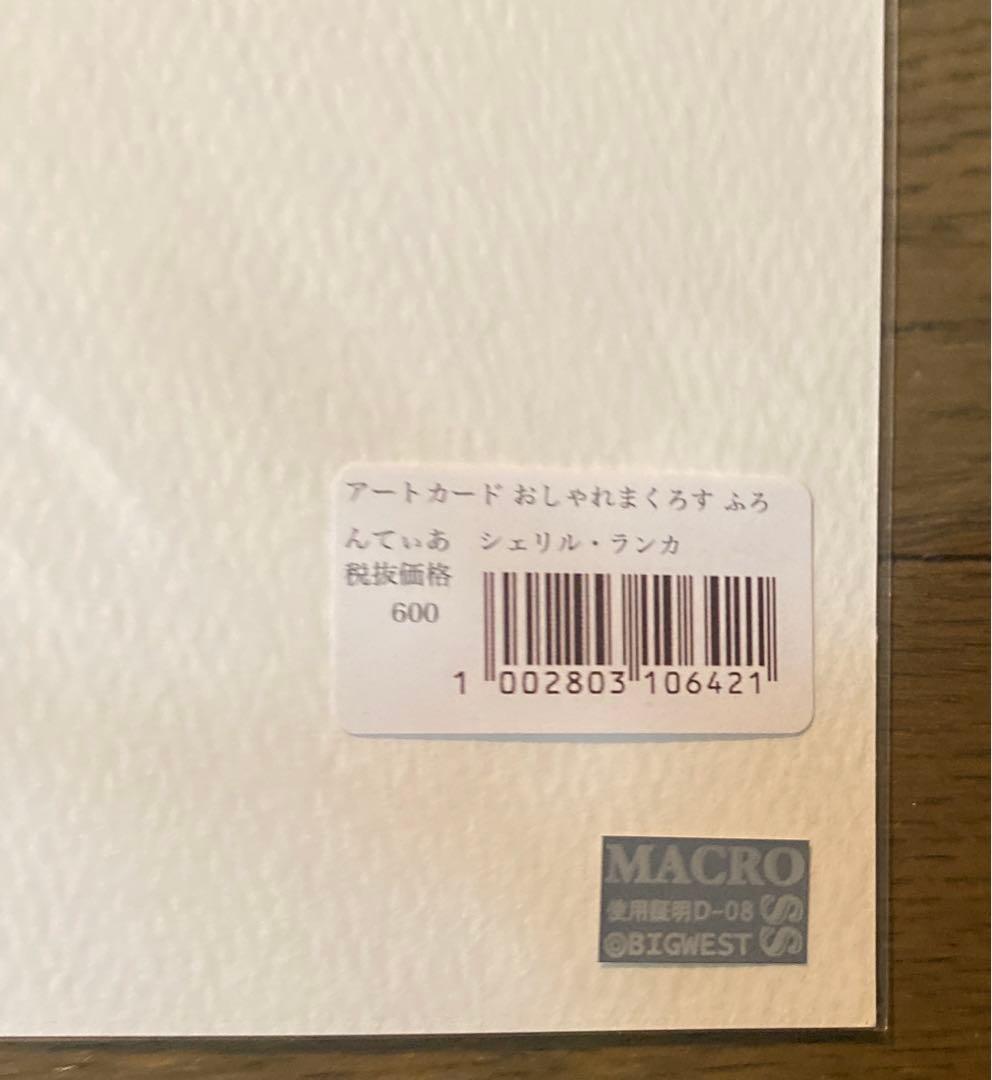 アートカード おしゃれまくろす ふろ
んてぃあ　シェリル・ランカ
税抜価格
600
1 002803 106421
MACROSS
使用証明D-08
©BIGWEST